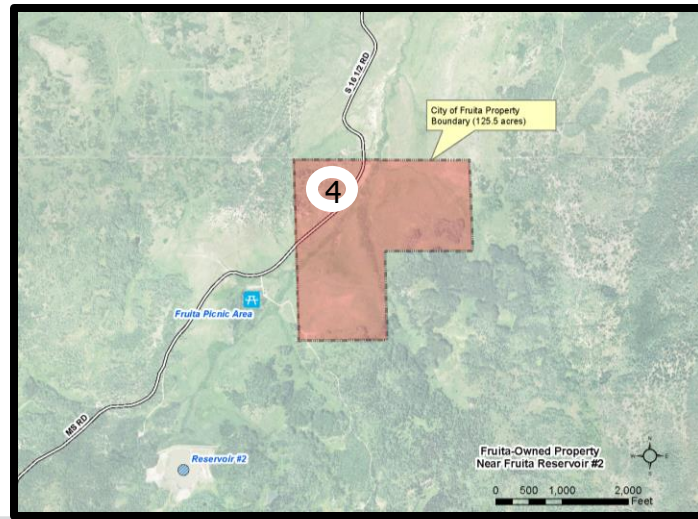 S 16 1/2 RD
City of Fruita Property
Boundary (125.5 acres)
4
Fruita Picnic Area
MS RD
Reservoir #2
Fruita-Owned Property
Near Fruita Reservoir #2
N
W E
S
0 500 1,000 2,000
Feet